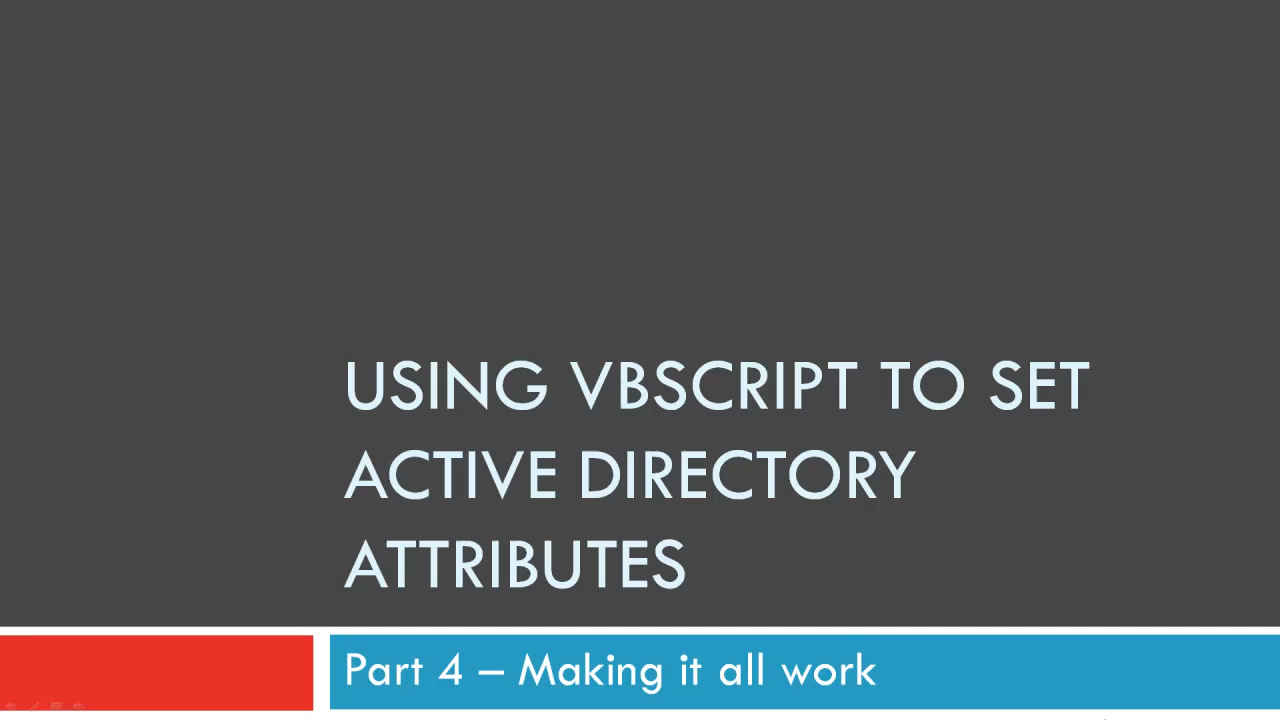 USING VBSCRIPT TO SET
ACTIVE DIRECTORY
ATTRIBUTES
Part 4 – Making it all work